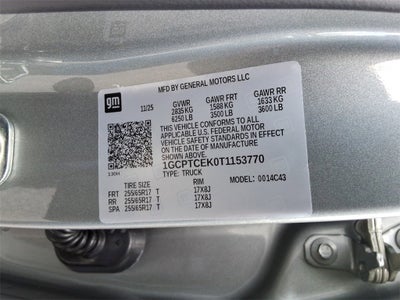 gm
MFD BY GENERAL MOTORS LLC
11/25 GVWR GAWR FRT GAWR RR
2835 KG 1588 KG 1633 KG
6250 LB 3500 LB 3600 LB
THIS VEHICLE CONFORMS TO ALL
APPLICABLE U.S. FEDERAL MOTOR
VEHICLE SAFETY STANDARDS IN EFFECT
ON THE DATE OF MANUFACTURE
SHOWN ABOVE.
1GCPTCEK0T1153770
TYPE: TRUCK MODEL: 0014C43
TIRE SIZE RIM
FRT 255/65R17 T 17X8J
RR 255/65R17 T 17X8J
SPA 255/65R17 T 17X8J